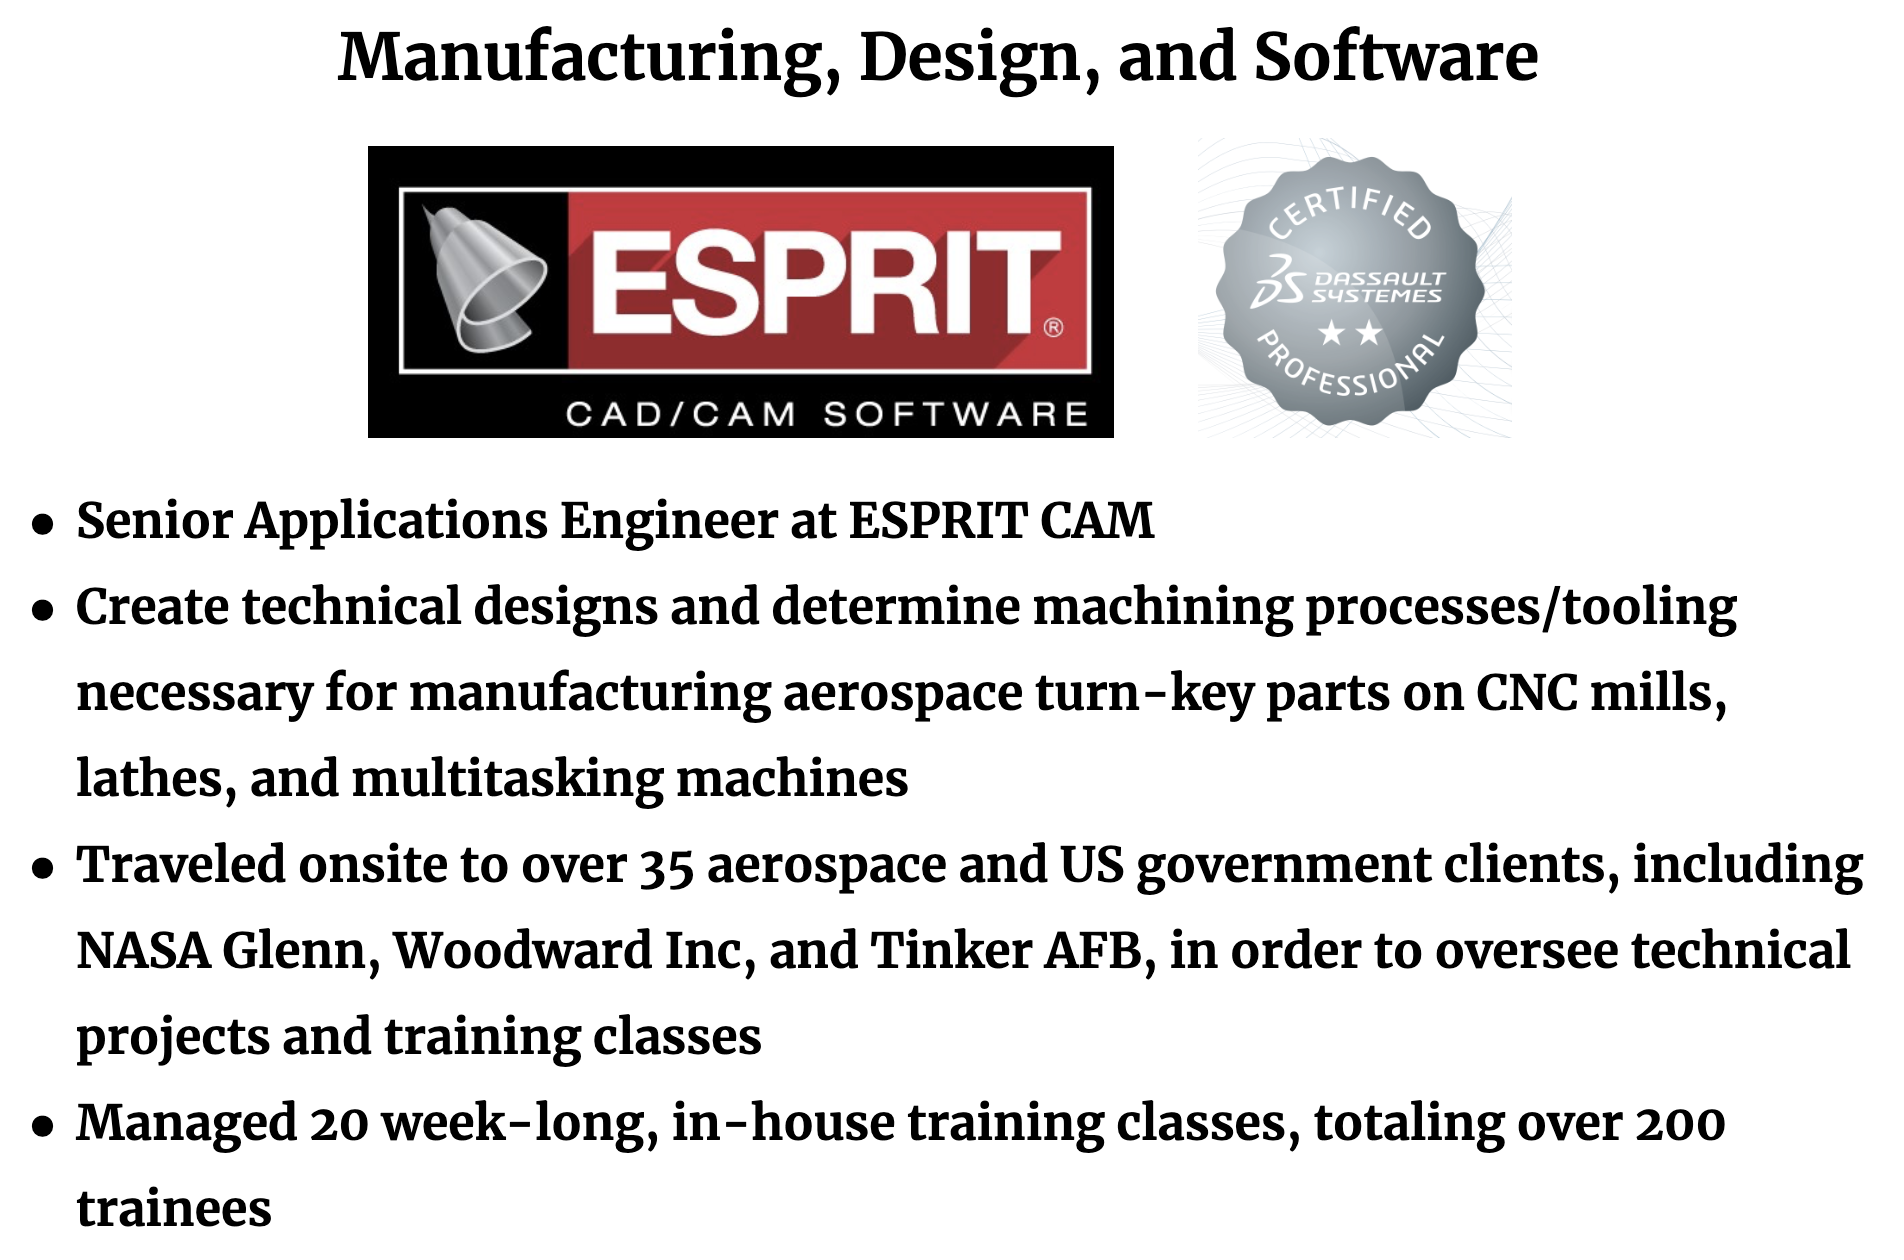 Manufacturing, Design, and Software
ESPRIT®
CAD/CAM SOFTWARE
CERTIFIED
DASSAULT
SYSTEMES
PROFESSIONAL
• Senior Applications Engineer at ESPRIT CAM
• Create technical designs and determine machining processes/tooling
necessary for manufacturing aerospace turn-key parts on CNC mills,
lathes, and multitasking machines
• Traveled onsite to over 35 aerospace and US government clients, including
NASA Glenn, Woodward Inc, and Tinker AFB, in order to oversee technical
projects and training classes
• Managed 20 week-long, in-house training classes, totaling over 200
trainees